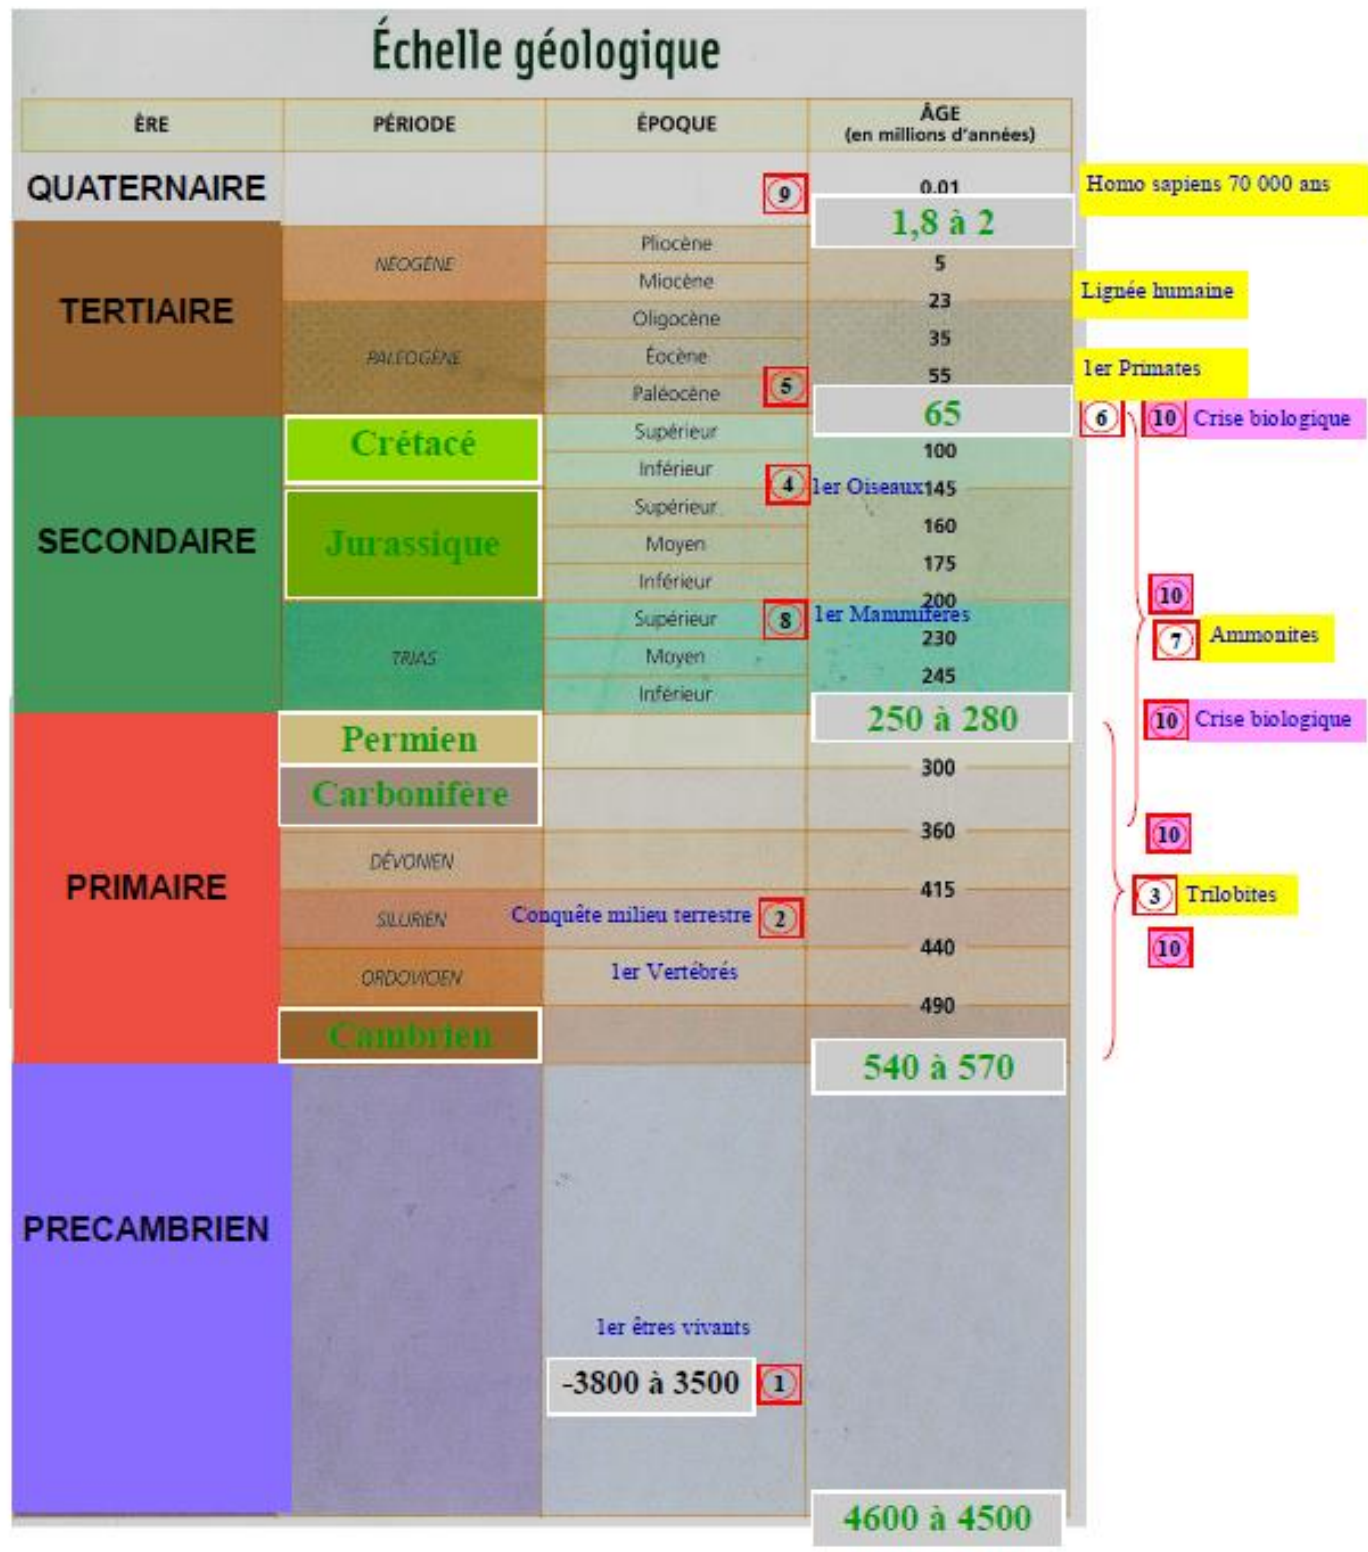 Échelle géologique
ÈRE PÉRIODE ÉPOQUE ÂGE
(en millions d'années)
QUATERNAIRE 9 0.01 Homo sapiens 70 000 ans
1,8 à 2
Pliocène
NÉOGÈNE 5
Miocène
TERTIAIRE 23 Lignée humaine
Oligocène
35
PALÉOGÈNE Éocène
55 1er Primates
Paléocène 5
65 6 10 Crise biologique
Crétacé Supérieur
100
Inférieur
4 1er Oiseaux 145
Supérieur
160
SECONDAIRE Jurassique Moyen
175
Inférieur
200 10
Supérieur 8 1er Mammifères
230 7 Ammonites
TRIAS Moyen
245
Inférieur
250 à 280 10 Crise biologique
Permien
300
Carbonifère
360 10
DÉVONIEN
PRIMAIRE 415 3 Trilobites
SILURIEN Conquête milieu terrestre 2
440 10
ORDOVICIEN 1er Vertébrés
490
Cambrien
540 à 570
PRECAMBRIEN
1er êtres vivants
-3800 à 3500 1
4600 à 4500